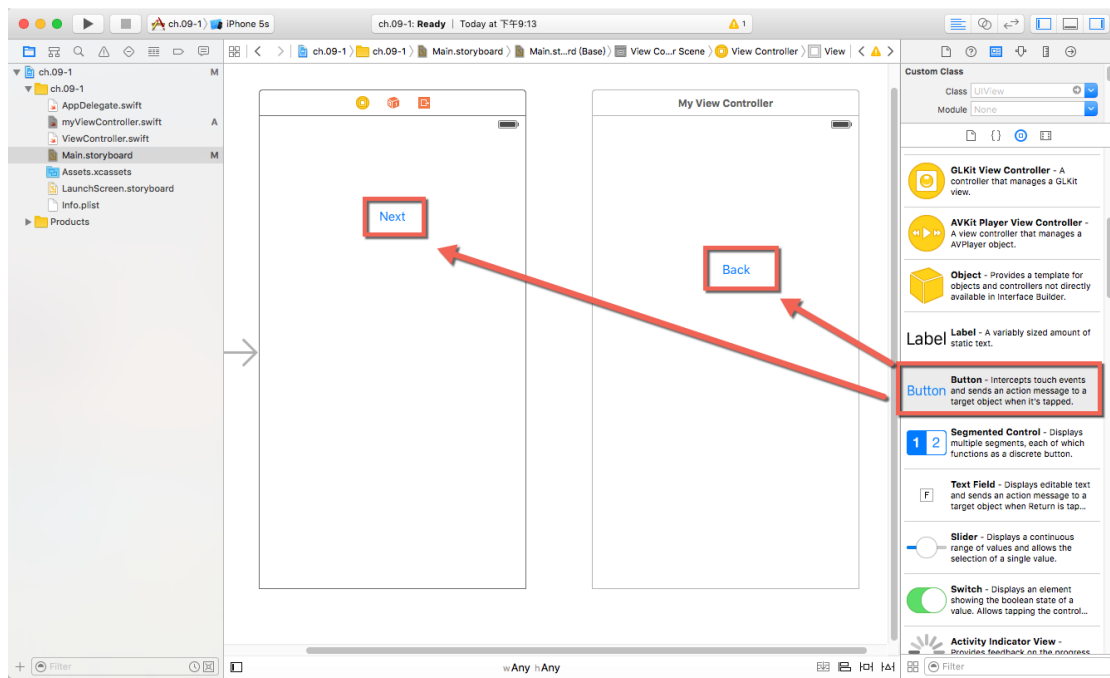 ch.09-1 〉 iPhone 5s
ch.09-1: Ready | Today at 下午9:13
1
ch.09-1 〉 ch.09-1 〉 Main.storyboard 〉 Main.st...rd (Base) 〉 View Co...r Scene 〉 View Controller 〉 View
ch.09-1 M
ch.09-1
AppDelegate.swift
myViewController.swift A
ViewController.swift
Main.storyboard M
Assets.xcassets
LaunchScreen.storyboard
Info.plist
Products
Filter
My View Controller
Next
Back
wAny hAny
Custom Class
Class UIView
Module None
GLKit View Controller - A
controller that manages a GLKit
view.
AVKit Player View Controller -
A view controller that manages a
AVPlayer object.
Object - Provides a template for
objects and controllers not directly
available in Interface Builder.
Label
Label - A variably sized amount of
static text.
Button
Button - Intercepts touch events
and sends an action message to a
target object when it's tapped.
1 2
Segmented Control - Displays
multiple segments, each of which
functions as a discrete button.
F
Text Field - Displays editable text
and sends an action message to a
target object when Return is tap...
Slider - Displays a continuous
range of values and allows the
selection of a single value.
Switch - Displays an element
showing the boolean state of a
value. Allows tapping the control...
Activity Indicator View -
Provides feedback on the progress
Filter